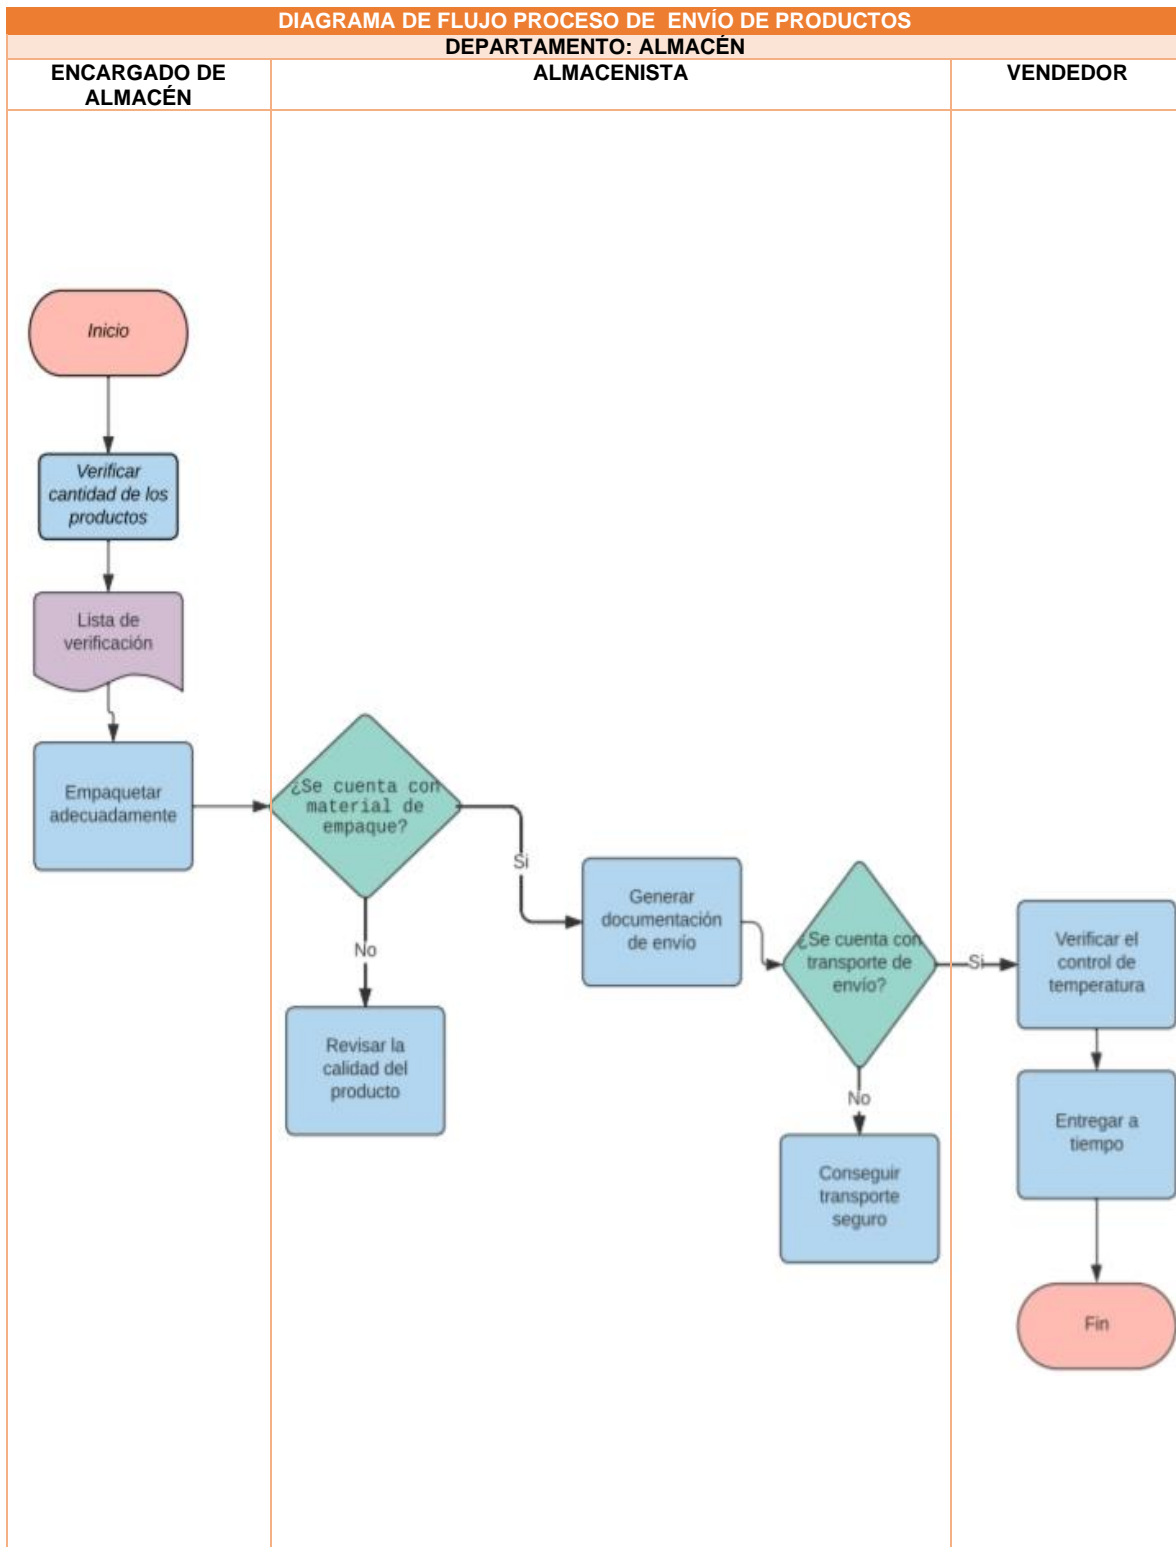 DIAGRAMA DE FLUJO PROCESO DE ENVÍO DE PRODUCTOS
DEPARTAMENTO: ALMACÉN
ENCARGADO DE
ALMACÉN
ALMACENISTA
VENDEDOR
Inicio
Verificar
cantidad de los
productos
Lista de
verificación
Empaquetar
adecuadamente
¿Se cuenta con
material de
empaque?
Si
No
Revisar la
calidad del
producto
Generar
documentación
de envío
¿Se cuenta con
transporte de
envío?
Si
No
Conseguir
transporte
seguro
Verificar el
control de
temperatura
Entregar a
tiempo
Fin